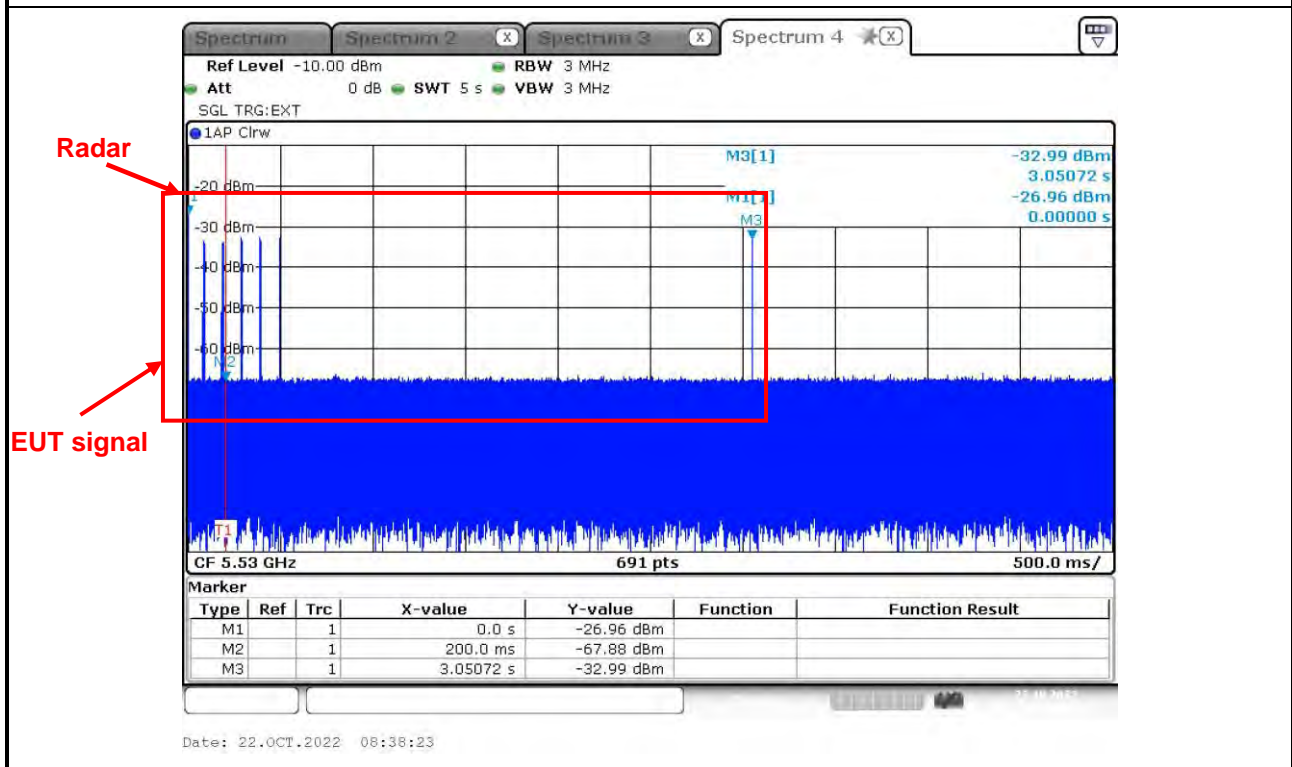 Spectrum Spectrum 2 X Spectrum 3 X Spectrum 4 X
Ref Level -10.00 dBm RBW 3 MHz
Att 0 dB SWT 5 s VBW 3 MHz
SGL TRG:EXT
1AP Clrw
Radar
M3[1] -32.99 dBm
3.05072 s
-20 dBm
M1[1] -26.96 dBm
0.00000 s
1
M3
-30 dBm
-40 dBm
-50 dBm
-60 dBm
M2
EUT signal
T1
CF 5.53 GHz 691 pts 500.0 ms/
Marker
Type Ref Trc X-value Y-value Function Function Result
M1 1 0.0 s -26.96 dBm
M2 1 200.0 ms -67.88 dBm
M3 1 3.05072 s -32.99 dBm
Date: 22.OCT.2022 08:38:23